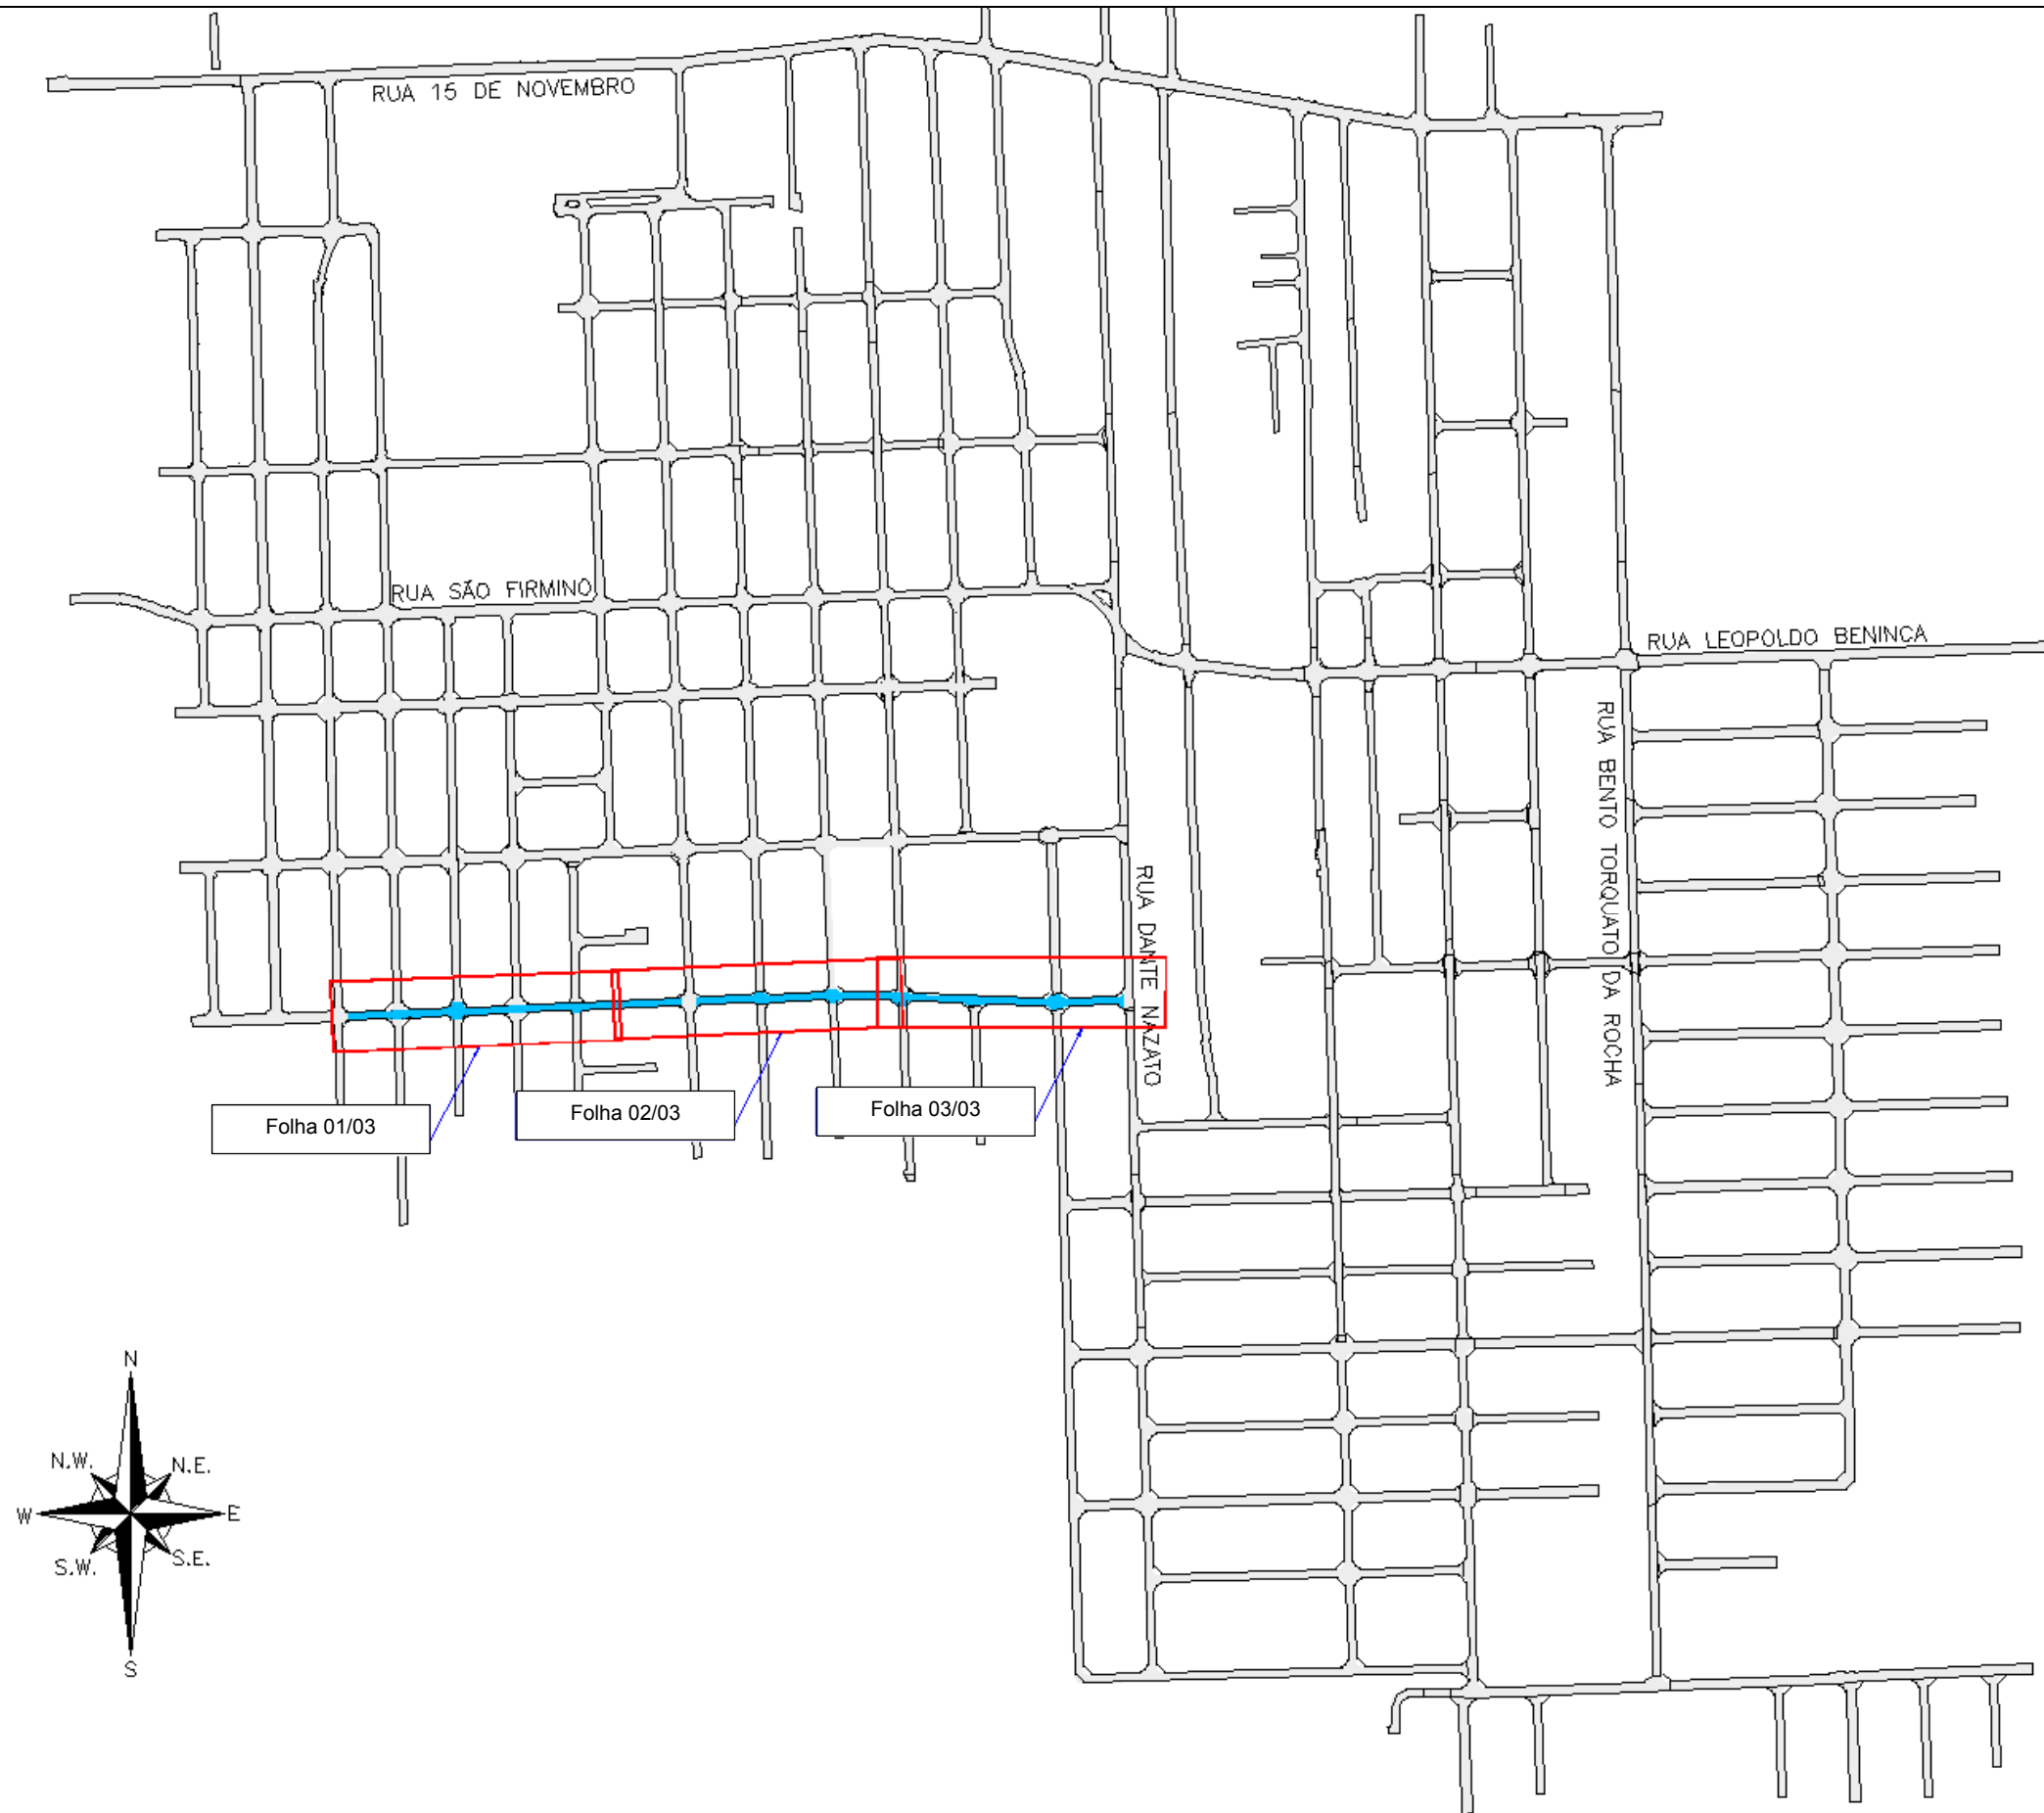 RUA 15 DE NOVEMBRO
RUA SÃO FIRMINO
RUA LEOPOLDO BENINCA
RUA BENTO TORQUATO DA ROCHA
RUA DANTE NAZATO
Folha 01/03
Folha 02/03
Folha 03/03
N
N.W.
N.E.
W
E
S.W.
S.E.
S